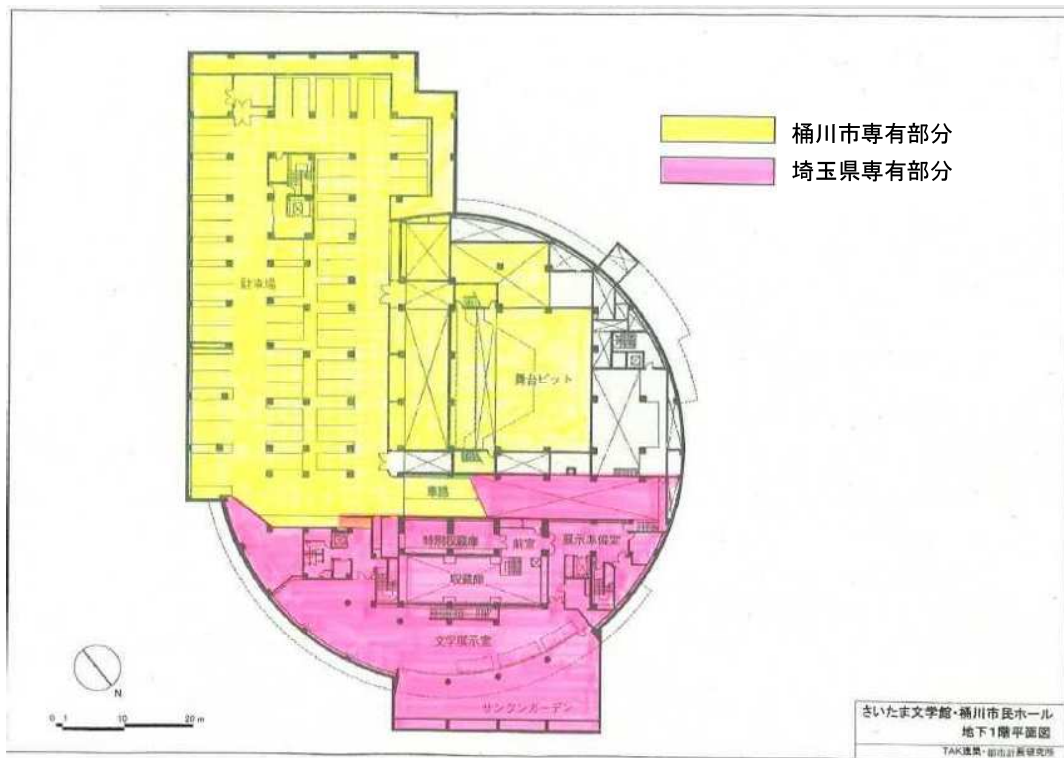 桶川市専有部分
埼玉県専有部分
駐車場
舞台ピット
車路
特別収蔵庫
前室
展示準備室
収蔵庫
文学展示室
サンクンガーデン
N
0 1 10 20 m
さいたま文学館・桶川市民ホール
地下1階平面図
TAK建築・都市計画研究所